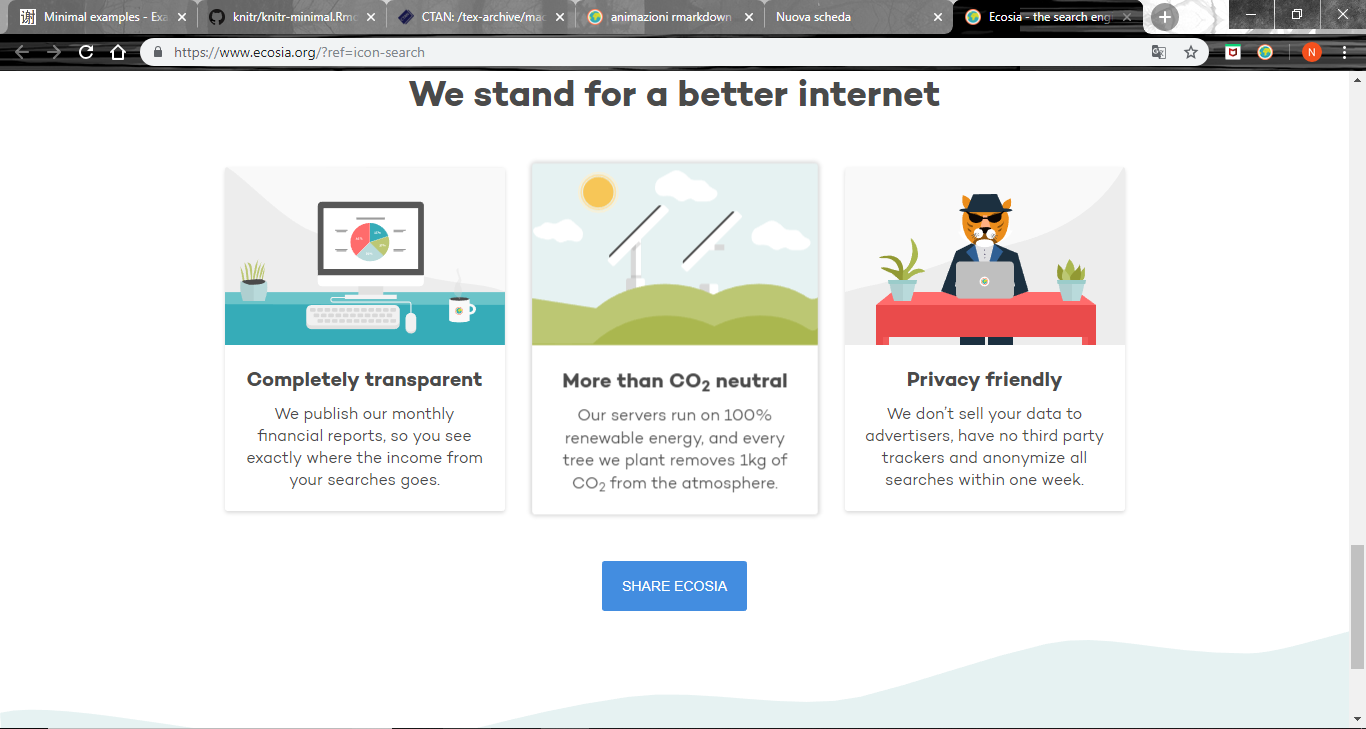 谢 Minimal examples - Exa
knitr/knitr-minimal.Rmc
CTAN: /tex-archive/mac
animazioni rmarkdown
Nuova scheda
Ecosia - the search eng
https://www.ecosia.org/?ref=icon-search
N
We stand for a better internet
Completely transparent
We publish our monthly
financial reports, so you see
exactly where the income from
your searches goes.
More than CO₂ neutral
Our servers run on 100%
renewable energy, and every
tree we plant removes 1kg of
CO₂ from the atmosphere.
Privacy friendly
We don't sell your data to
advertisers, have no third party
trackers and anonymize all
searches within one week.
SHARE ECOSIA